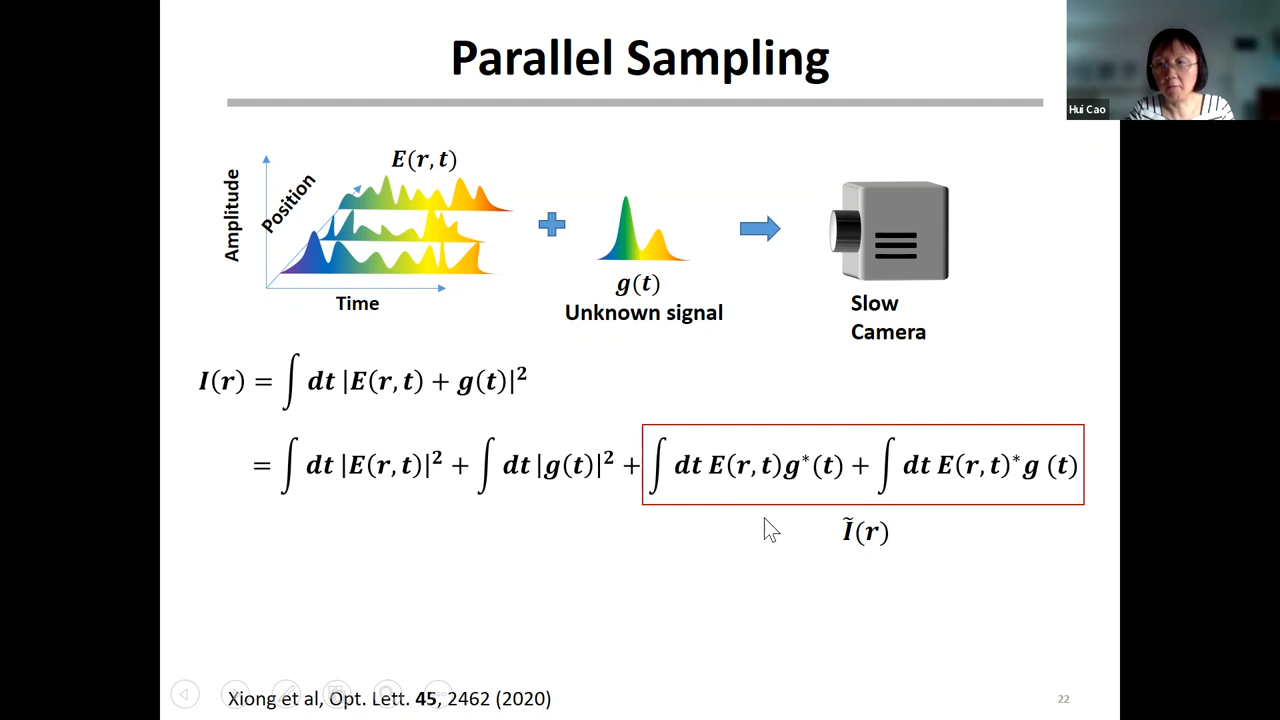 Parallel Sampling
Hui Cao
E(r, t)
Amplitude
Position
Time
g(t)
Unknown signal
Slow
Camera
I(r) = ∫ dt |E(r, t) + g(t)|²
= ∫ dt |E(r, t)|² + ∫ dt |g(t)|² + ∫ dt E(r, t)g*(t) + ∫ dt E(r, t)*g (t)
Ĩ(r)
Xiong et al, Opt. Lett. 45, 2462 (2020)
22